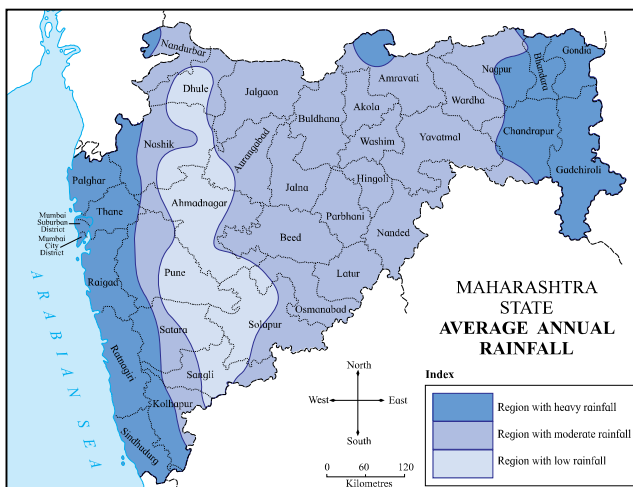 Nandurbar
Dhule
Jalgaon
Amravati
Nagpur
Bhandara
Gondia
Akola
Wardha
Buldhana
Nashik
Aurangabad
Washim
Yavatmal
Chandrapur
Gadchiroli
Palghar
Thane
Ahmadnagar
Jalna
Hingoli
Parbhani
Mumbai
Suburban
District
Mumbai
City
District
Beed
Nanded
Raigad
Pune
Latur
Osmanabad
Solapur
Satara
Ratnagiri
Sangli
Kolhapur
Sindhudurg
ARABIAN SEA
MAHARASHTRA
STATE
AVERAGE ANNUAL
RAINFALL
North
West
East
South
0 60 120
Kilometres
Index
Region with heavy rainfall
Region with moderate rainfall
Region with low rainfall